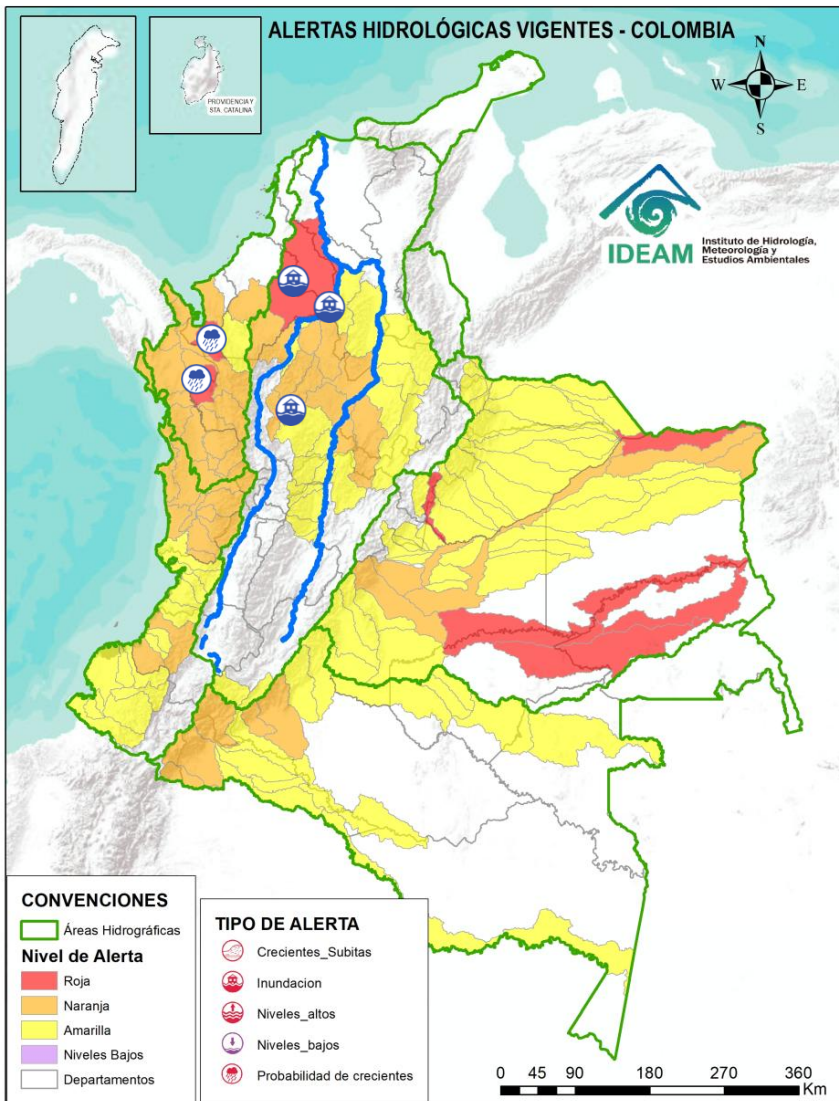 ALERTAS HIDROLÓGICAS VIGENTES - COLOMBIA
PROVIDENCIA Y
STA. CATALINA
N
W E
S
IDEAM
Instituto de Hidrología,
Meteorología y
Estudios Ambientales
CONVENCIONES
Áreas Hidrográficas
Nivel de Alerta
Roja
Naranja
Amarilla
Niveles Bajos
Departamentos
TIPO DE ALERTA
Crecientes_Subitas
Inundacion
Niveles_altos
Niveles_bajos
Probabilidad de crecientes
0 45 90 180 270 360
Km